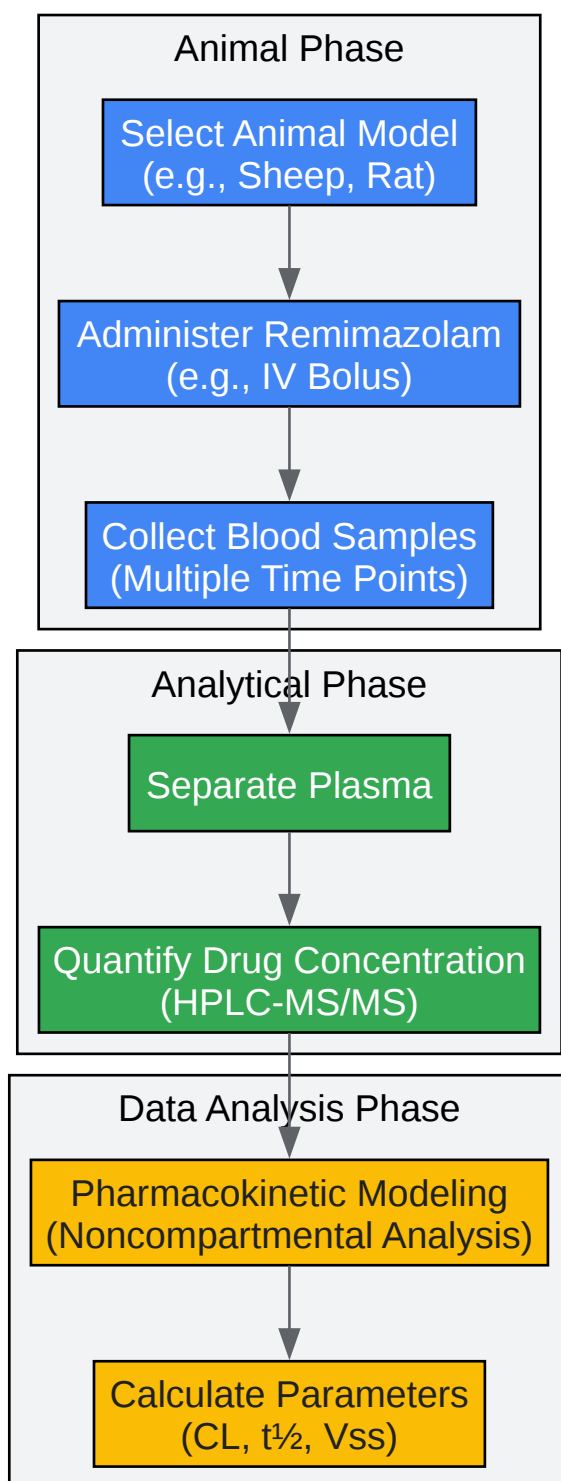 Animal Phase
Select Animal Model
(e.g., Sheep, Rat)
Administer Remimazolam
(e.g., IV Bolus)
Collect Blood Samples
(Multiple Time Points)
Analytical Phase
Separate Plasma
Quantify Drug Concentration
(HPLC-MS/MS)
Data Analysis Phase
Pharmacokinetic Modeling
(Noncompartmental Analysis)
Calculate Parameters
(CL, t½, Vss)